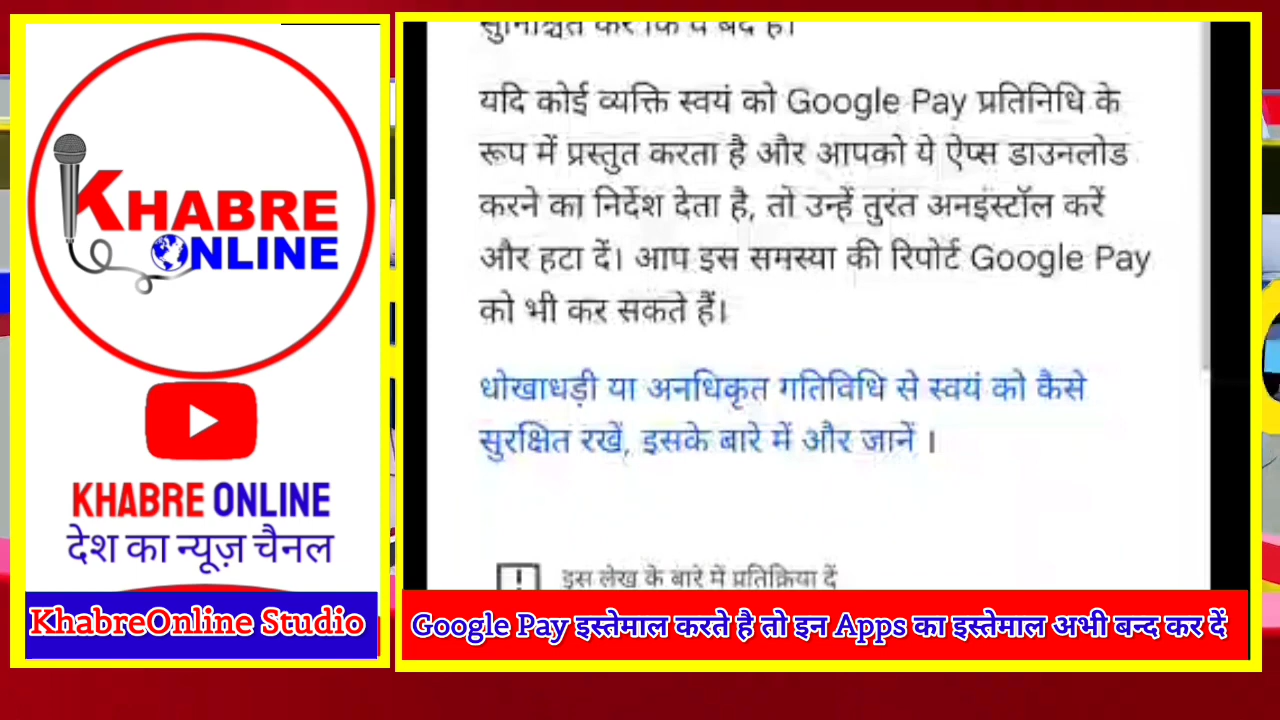 KHABRE
ONLINE
KHABRE ONLINE
देश का न्यूज़ चैनल
KhabreOnline Studio
सुनिश्चित करें कि वे बंद हैं।
यदि कोई व्यक्ति स्वयं को Google Pay प्रतिनिधि के
रूप में प्रस्तुत करता है और आपको ये ऐप्स डाउनलोड
करने का निर्देश देता है, तो उन्हें तुरंत अनइंस्टॉल करें
और हटा दें। आप इस समस्या की रिपोर्ट Google Pay
को भी कर सकते हैं।
धोखाधड़ी या अनधिकृत गतिविधि से स्वयं को कैसे
सुरक्षित रखें, इसके बारे में और जानें ।
इस लेख के बारे में प्रतिक्रिया दें
Google Pay इस्तेमाल करते है तो इन Apps का इस्तेमाल अभी बन्द कर दें